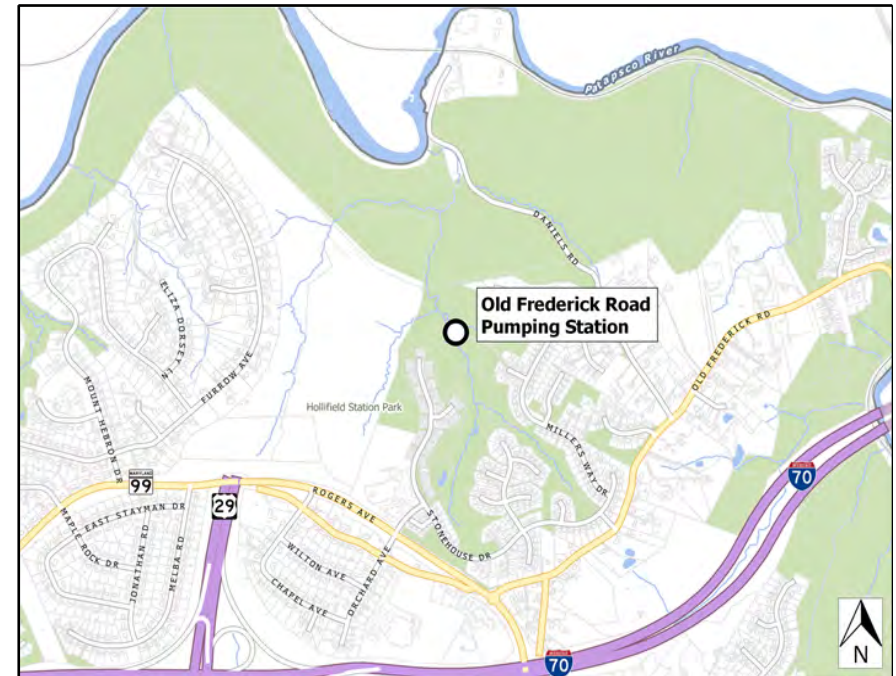 Patapsco River
DANIELS RD
Old Frederick Road
Pumping Station
OLD FREDERICK RD
ELIZA DORSEY LN
FURROW AVE
MOUNT HEBRON DR
Hollifield Station Park
MILLERS WAY DR
70
MARYLAND
99
29
ROGERS AVE
EAST STAYMAN DR
MAPLE ROCK DR
JONATHAN RD
MELBA RD
STONEHOUSE DR
WILTON AVE
CHAPEL AVE
ORCHARD AVE
70
N